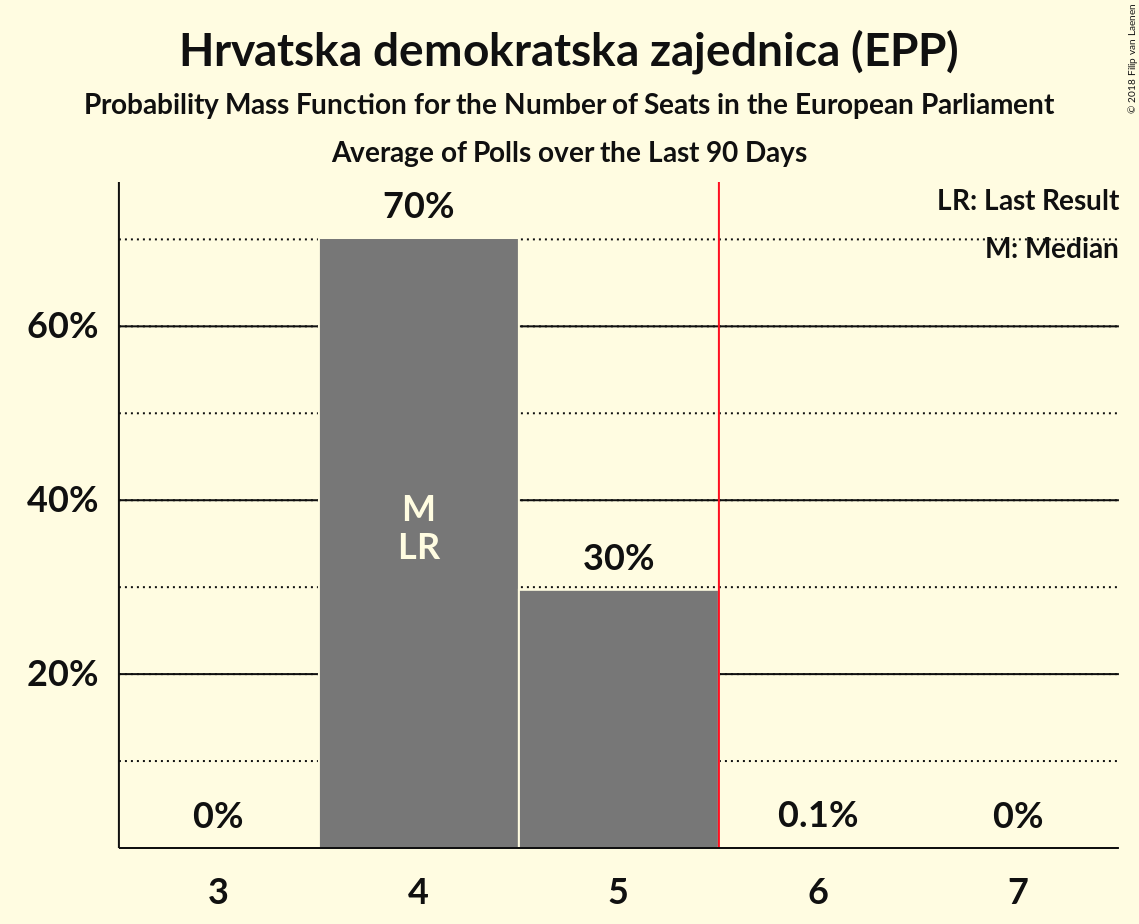 Hrvatska demokratska zajednica (EPP)
Probability Mass Function for the Number of Seats in the European Parliament
Average of Polls over the Last 90 Days
© 2018 Filip van Laenen
LR: Last Result
M: Median
70%
60%
40%
20%
M
LR
30%
0%
0.1%
0%
3
4
5
6
7